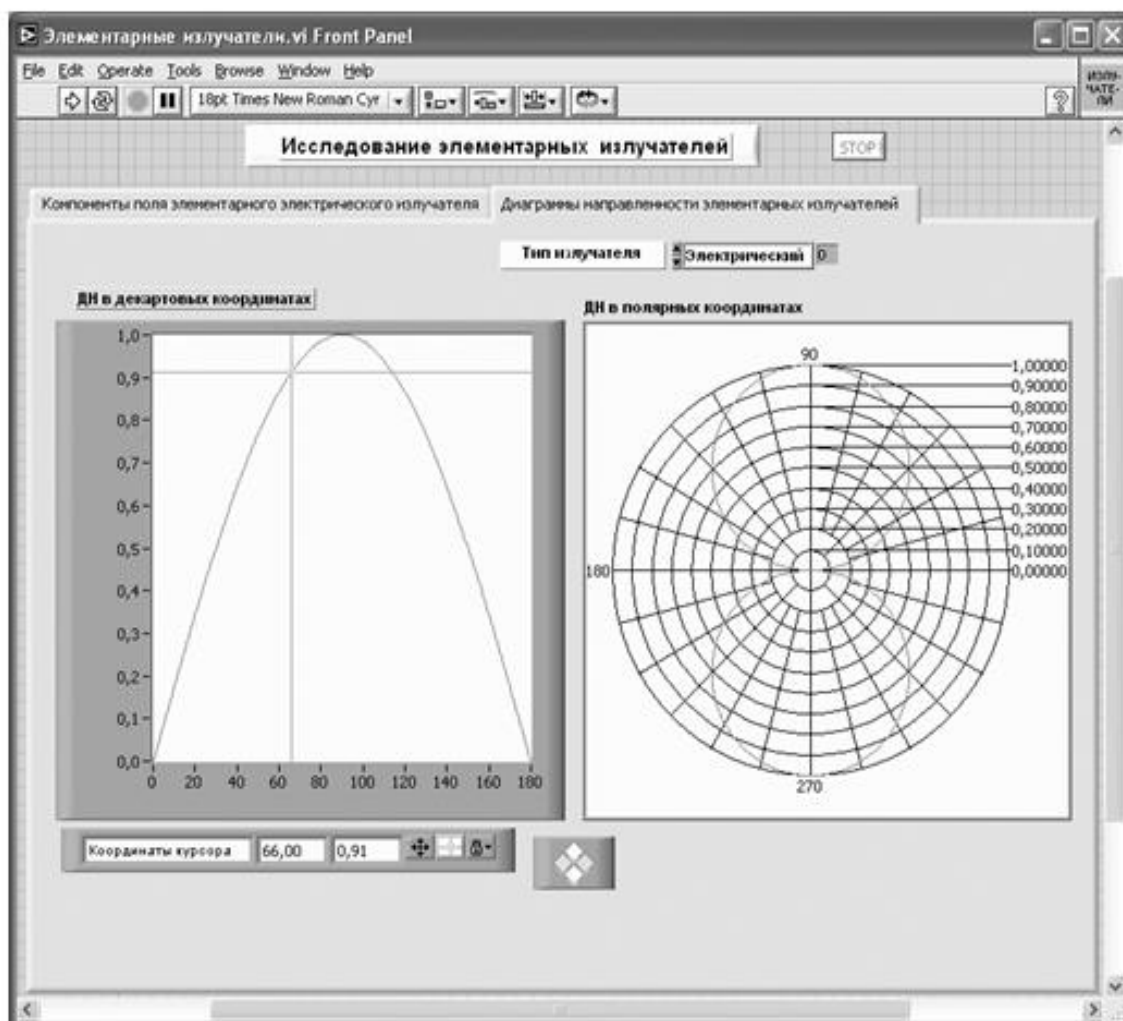 Элементарные излучатели.vi Front Panel
File Edit Operate Tools Browse Window Help
ИЗЛУ-
ЧАТЕ-
ЛИ
18pt Times New Roman Cyr
Исследование элементарных излучателей
STOP
Компоненты поля элементарного электрического излучателя
Диаграммы направленности элементарных излучателей
Тип излучателя
Электрический
0
ДН в декартовых координатах
1,0
0,9
0,8
0,7
0,6
0,5
0,4
0,3
0,2
0,1
0,0
0 20 40 60 80 100 120 140 160 180
Координаты курсора 66,00 0,91
ДН в полярных координатах
90
1,00000
0,90000
0,80000
0,70000
0,60000
0,50000
0,40000
0,30000
0,20000
0,10000
180
0,00000
270